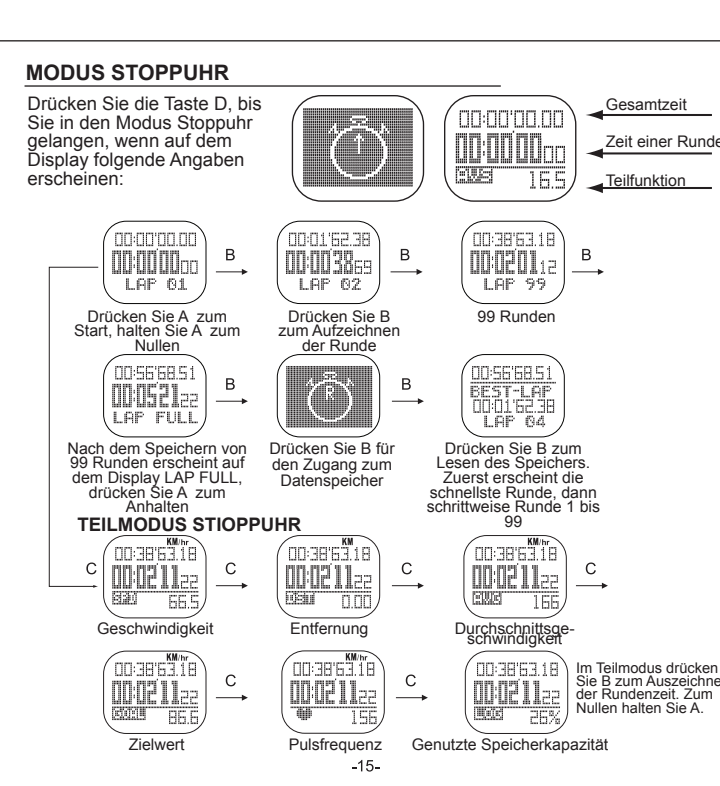 MODUS STOPPUHR
Drücken Sie die Taste D, bis
Sie in den Modus Stoppuhr
gelangen, wenn auf dem
Display folgende Angaben
erscheinen:
00:00'00.00
00:00'00 00
AVG 16.5
Gesamtzeit
Zeit einer Runde
Teilfunktion
00:00'00.00
00:00'00 00
LAP 01
B
00:01'62.38
00:00'38 69
LAP 02
B
00:38'63.18
00:02'01 12
LAP 99
B
Drücken Sie A zum
Start, halten Sie A zum
Nullen
Drücken Sie B
zum Aufzeichnen
der Runde
99 Runden
00:56'68.51
00:05'21 22
LAP FULL
B
R
B
00:56'68.51
BEST-LAP
00:01'62.38
LAP 04
Nach dem Speichern von
99 Runden erscheint auf
dem Display LAP FULL,
drücken Sie A zum
Anhalten
Drücken Sie B für
den Zugang zum
Datenspeicher
Drücken Sie B zum
Lesen des Speichers.
Zuerst erscheint die
schnellste Runde, dann
schrittweise Runde 1 bis
99
TEILMODUS STIOPPUHR
C
KM/hr
00:38'63.18
00:02'11 22
66.5
C
KM
00:38'63.18
00:02'11 22
DST 0.00
C
KM/hr
00:38'63.18
00:02'11 22
AVG 166
C
Geschwindigkeit
Entfernung
Durchschnittsge-
schwindigkeit
KM/hr
00:38'63.18
00:02'11 22
86.6
C
00:38'63.18
00:02'11 22
156
C
00:38'63.18
00:02'11 22
LOG 26%
Im Teilmodus drücken
Sie B zum Auszeichne
der Rundenzeit. Zum
Nullen halten Sie A.
Zielwert
Pulsfrequenz
Genutzte Speicherkapazität
-15-